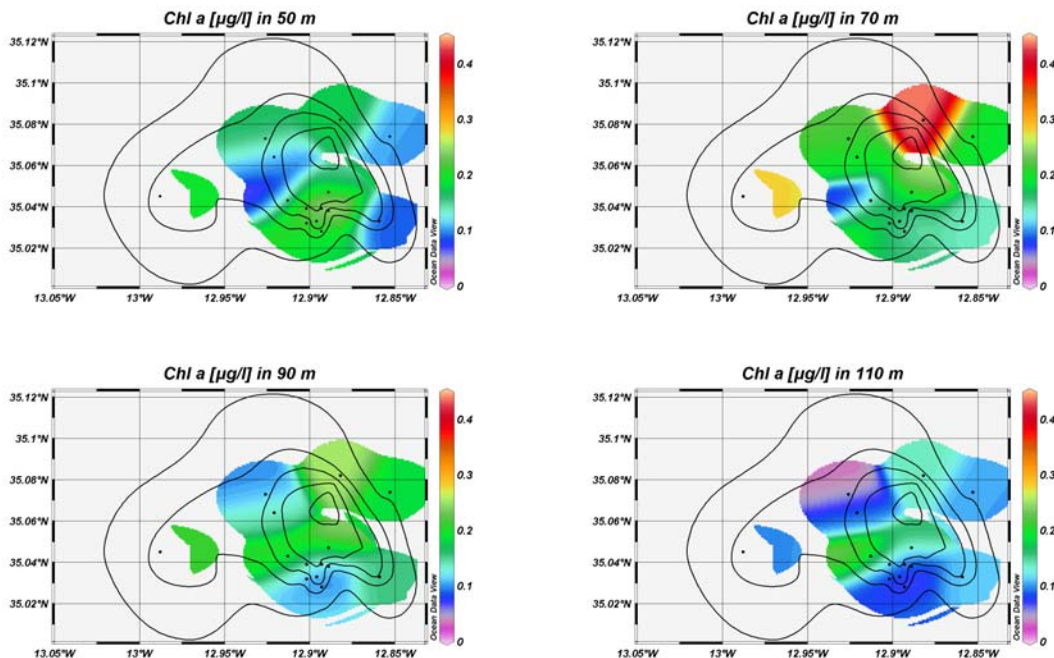 Chl a [µg/l] in 50 m
35.12°N
35.1°N
35.08°N
35.06°N
35.04°N
35.02°N
13.05°W 13°W 12.95°W 12.9°W 12.85°W
0.4
0.3
0.2
0.1
0
Ocean Data View
Chl a [µg/l] in 70 m
35.12°N
35.1°N
35.08°N
35.06°N
35.04°N
35.02°N
13.05°W 13°W 12.95°W 12.9°W 12.85°W
0.4
0.3
0.2
0.1
0
Ocean Data View
Chl a [µg/l] in 90 m
35.12°N
35.1°N
35.08°N
35.06°N
35.04°N
35.02°N
13.05°W 13°W 12.95°W 12.9°W 12.85°W
0.4
0.3
0.2
0.1
0
Ocean Data View
Chl a [µg/l] in 110 m
35.12°N
35.1°N
35.08°N
35.06°N
35.04°N
35.02°N
13.05°W 13°W 12.95°W 12.9°W 12.85°W
0.4
0.3
0.2
0.1
0
Ocean Data View